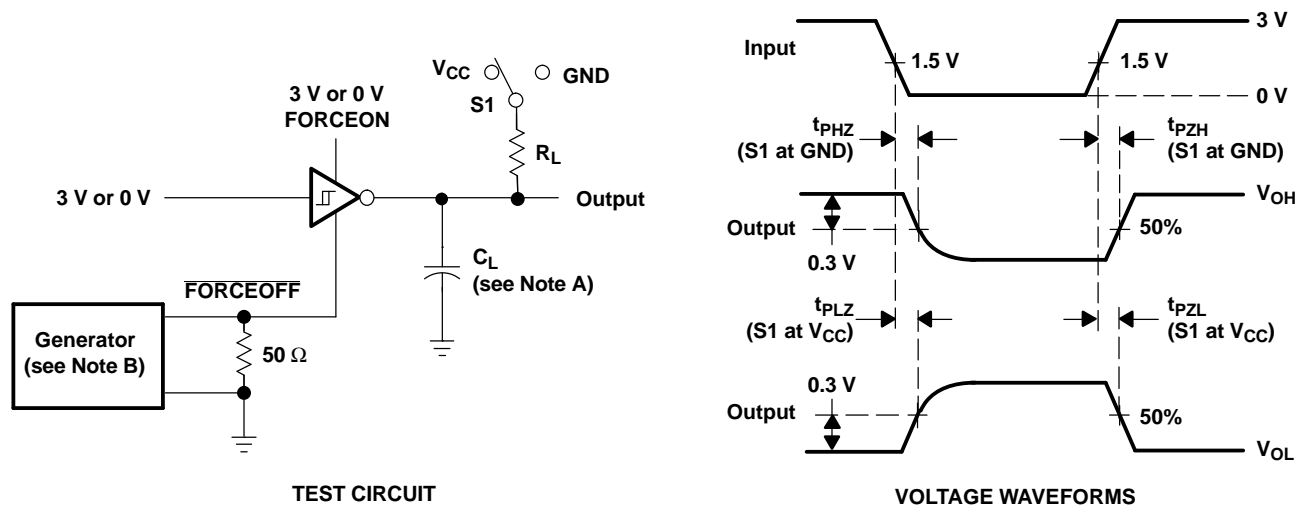 V_CC
GND
S1
3 V or 0 V
FORCEON
R_L
3 V or 0 V
Output
C_L
(see Note A)
FORCEOFF
Generator
(see Note B)
50 Ω
TEST CIRCUIT
Input
3 V
1.5 V
1.5 V
0 V
t_PHZ
(S1 at GND)
t_PZH
(S1 at GND)
V_OH
Output
50%
0.3 V
t_PLZ
(S1 at V_CC)
t_PZL
(S1 at V_CC)
0.3 V
Output
50%
V_OL
VOLTAGE WAVEFORMS